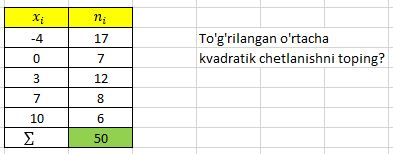 xᵢ nᵢ
-4 17
0 7
3 12
7 8
10 6
Σ 50
To'g'rilangan o'rtacha
kvadratik chetlanishni toping?